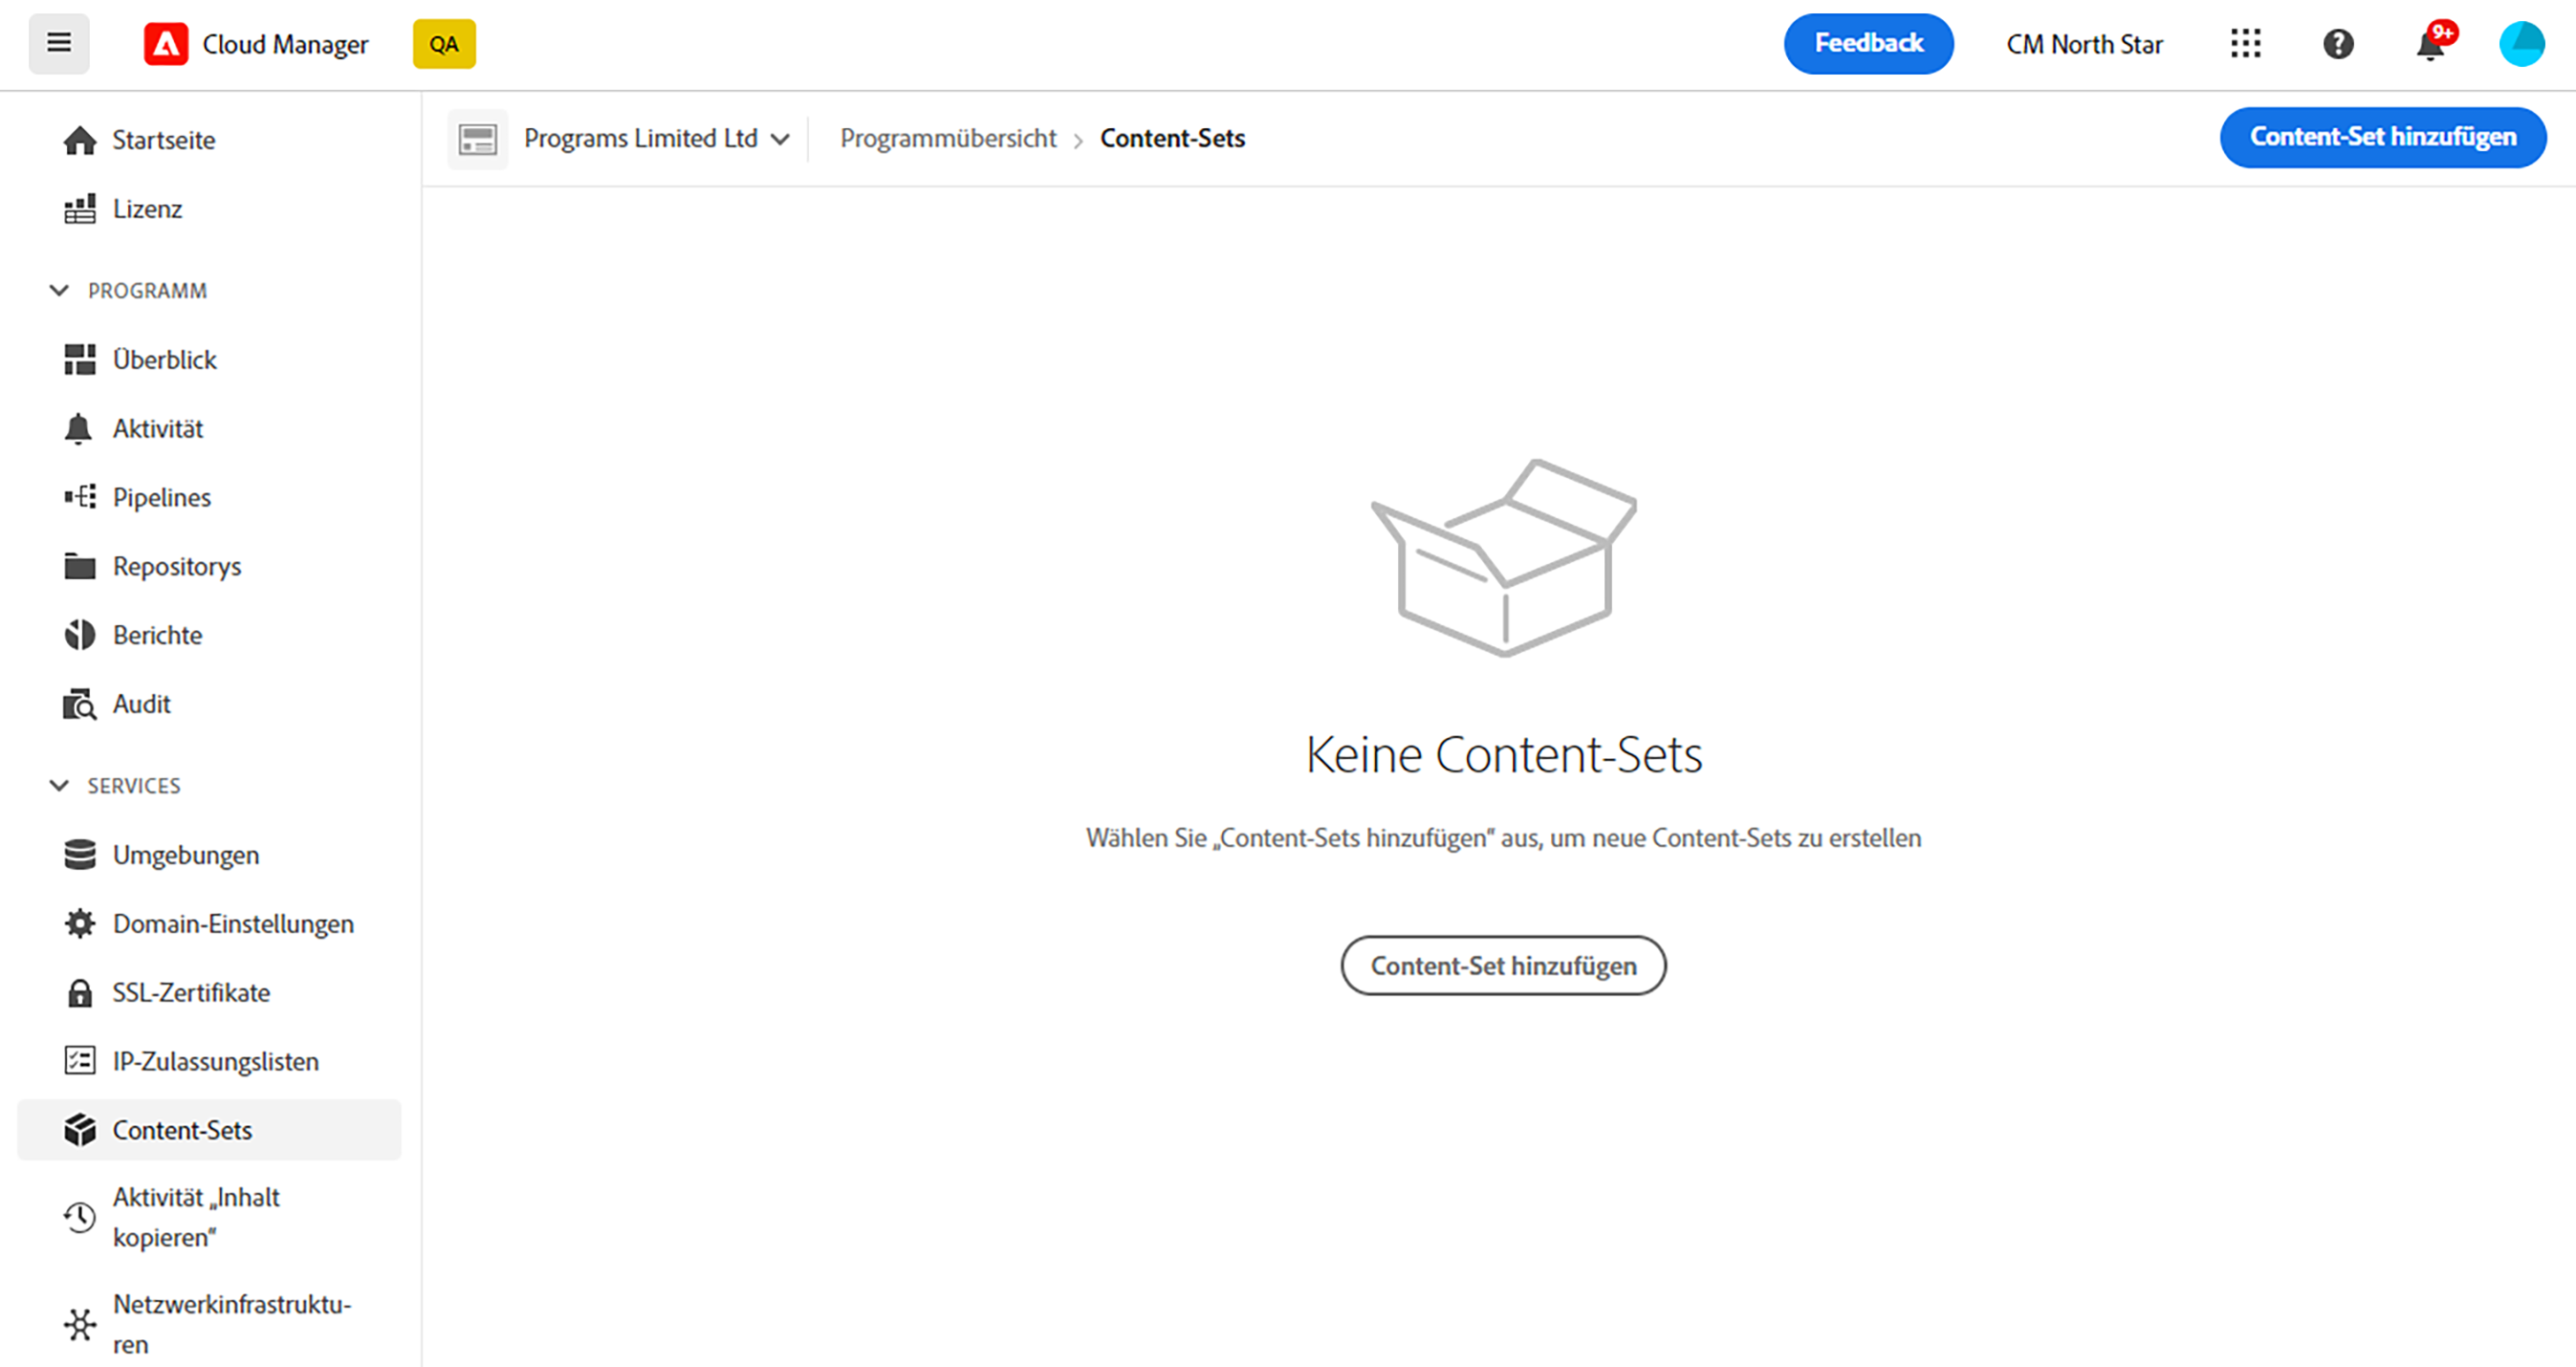 Cloud Manager QA Feedback CM North Star 9+
Programs Limited Ltd Programmübersicht > Content-Sets Content-Set hinzufügen
Startseite
Lizenz
PROGRAMM
Überblick
Aktivität
Pipelines
Repositorys
Berichte
Audit
SERVICES
Umgebungen
Domain-Einstellungen
SSL-Zertifikate
IP-Zulassungslisten
Content-Sets
Aktivität „Inhalt
kopieren“
Netzwerkinfrastruktu-
ren
Keine Content-Sets
Wählen Sie „Content-Sets hinzufügen“ aus, um neue Content-Sets zu erstellen
Content-Set hinzufügen